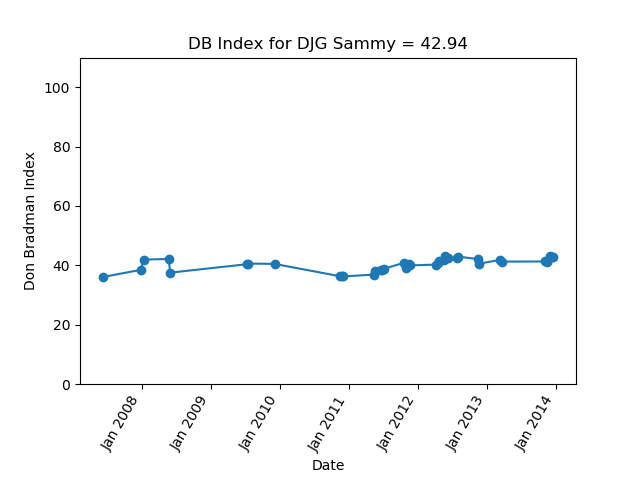 DB Index for DJG Sammy = 42.94
100
80
60
40
20
0
Don Bradman Index
Jan 2008
Jan 2009
Jan 2010
Jan 2011
Jan 2012
Jan 2013
Jan 2014
Date